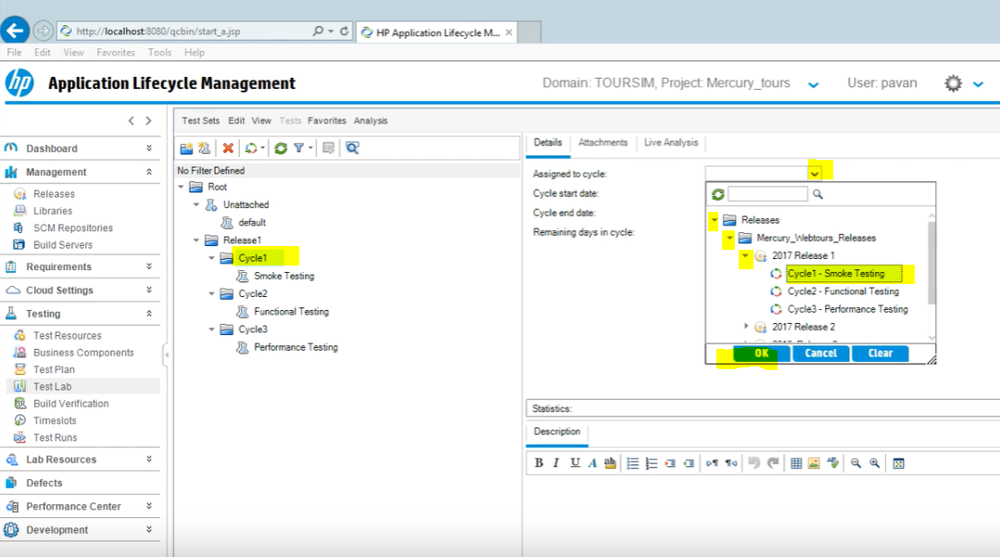 http://localhost:8080/qcbin/start_a.jsp
HP Application Lifecycle M...
File Edit View Favorites Tools Help
hp Application Lifecycle Management
Domain: TOURSIM, Project: Mercury_tours
User: pavan
Dashboard
Management
Releases
Libraries
SCM Repositories
Build Servers
Requirements
Cloud Settings
Testing
Test Resources
Business Components
Test Plan
Test Lab
Build Verification
Timeslots
Test Runs
Lab Resources
Defects
Performance Center
Development
Test Sets Edit View Tests Favorites Analysis
No Filter Defined
Root
Unattached
default
Release1
Cycle1
Smoke Testing
Cycle2
Functional Testing
Cycle3
Performance Testing
Details Attachments Live Analysis
Assigned to cycle:
Cycle start date:
Cycle end date:
Remaining days in cycle:
Releases
Mercury_Webtours_Releases
2017 Release 1
Cycle1 - Smoke Testing
Cycle2 - Functional Testing
Cycle3 - Performance Testing
2017 Release 2
OK Cancel Clear
Statistics:
Description
B I U A ab